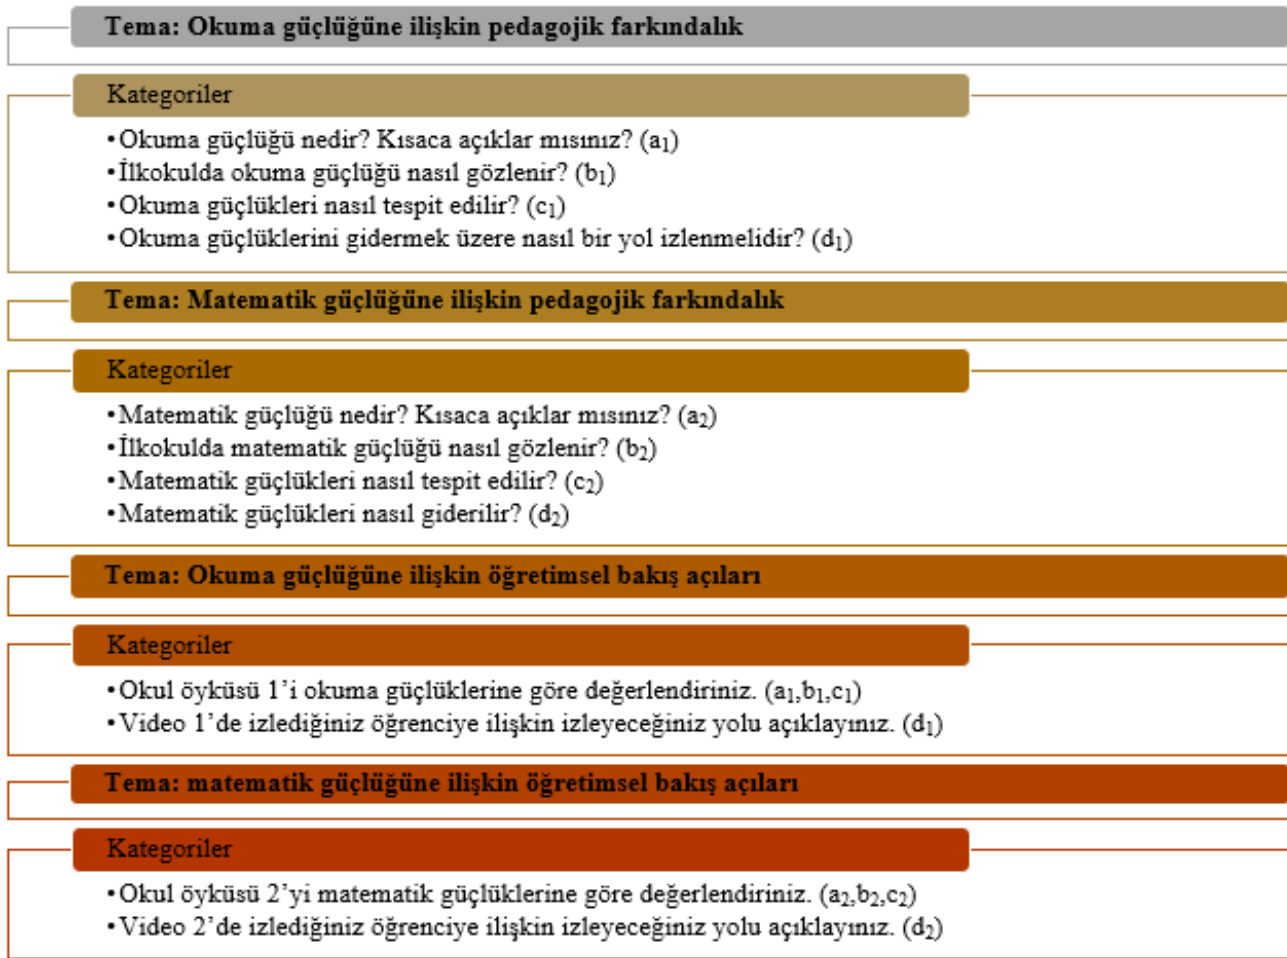 Tema: Okuma güçlüğüne ilişkin pedagojik farkındalık
Kategoriler
•Okuma güçlüğü nedir? Kısaca açıklar mısınız? (a₁)
•İlkokulda okuma güçlüğü nasıl gözlenir? (b₁)
•Okuma güçlükleri nasıl tespit edilir? (c₁)
•Okuma güçlüklerini gidermek üzere nasıl bir yol izlenmelidir? (d₁)
Tema: Matematik güçlüğüne ilişkin pedagojik farkındalık
Kategoriler
•Matematik güçlüğü nedir? Kısaca açıklar mısınız? (a₂)
•İlkokulda matematik güçlüğü nasıl gözlenir? (b₂)
•Matematik güçlükleri nasıl tespit edilir? (c₂)
•Matematik güçlükleri nasıl giderilir? (d₂)
Tema: Okuma güçlüğüne ilişkin öğretimsel bakış açıları
Kategoriler
•Okul öyküsü 1’i okuma güçlüklerine göre değerlendiriniz. (a₁,b₁,c₁)
•Video 1’de izlediğiniz öğrenciye ilişkin izleyeceğiniz yolu açıklayınız. (d₁)
Tema: matematik güçlüğüne ilişkin öğretimsel bakış açıları
Kategoriler
•Okul öyküsü 2’yi matematik güçlüklerine göre değerlendiriniz. (a₂,b₂,c₂)
•Video 2’de izlediğiniz öğrenciye ilişkin izleyeceğiniz yolu açıklayınız. (d₂)